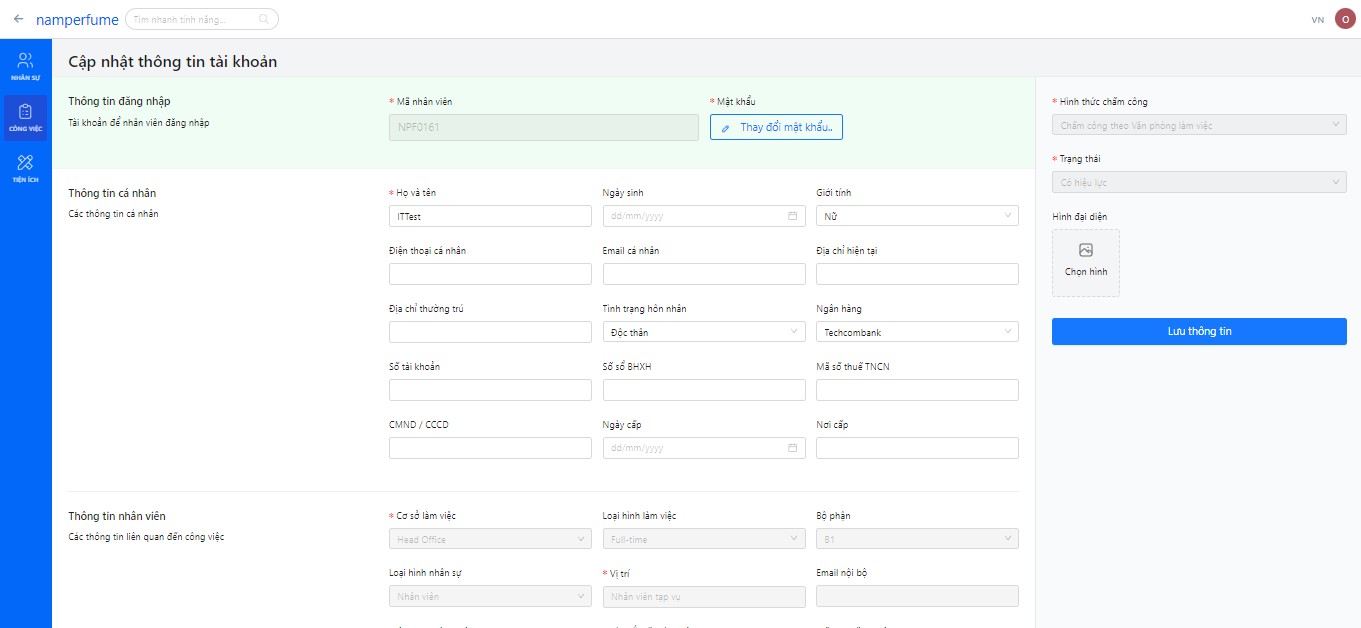 namperfume
Tìm nhanh tính năng...
VN
O
NHÂN SỰ
CÔNG VIỆC
TIỆN ÍCH
Cập nhật thông tin tài khoản
Thông tin đăng nhập
Tài khoản để nhân viên đăng nhập
* Mã nhân viên
NPF0161
* Mật khẩu
Thay đổi mật khẩu..
Thông tin cá nhân
Các thông tin cá nhân
* Họ và tên
ITTest
Ngày sinh
dd/mm/yyyy
Giới tính
Nữ
Điện thoại cá nhân
Email cá nhân
Địa chỉ hiện tại
Địa chỉ thường trú
Tình trạng hôn nhân
Độc thân
Ngân hàng
Techcombank
Số tài khoản
Số sổ BHXH
Mã số thuế TNCN
CMND / CCCD
Ngày cấp
dd/mm/yyyy
Nơi cấp
Thông tin nhân viên
Các thông tin liên quan đến công việc
* Cơ sở làm việc
Head Office
Loại hình làm việc
Full-time
Bộ phận
B1
Loại hình nhân sự
Nhân viên
* Vị trí
Nhân viên tạp vụ
Email nội bộ
* Hình thức chấm công
Chấm công theo Văn phòng làm việc
* Trạng thái
Có hiệu lực
Hình đại diện
Chọn hình
Lưu thông tin